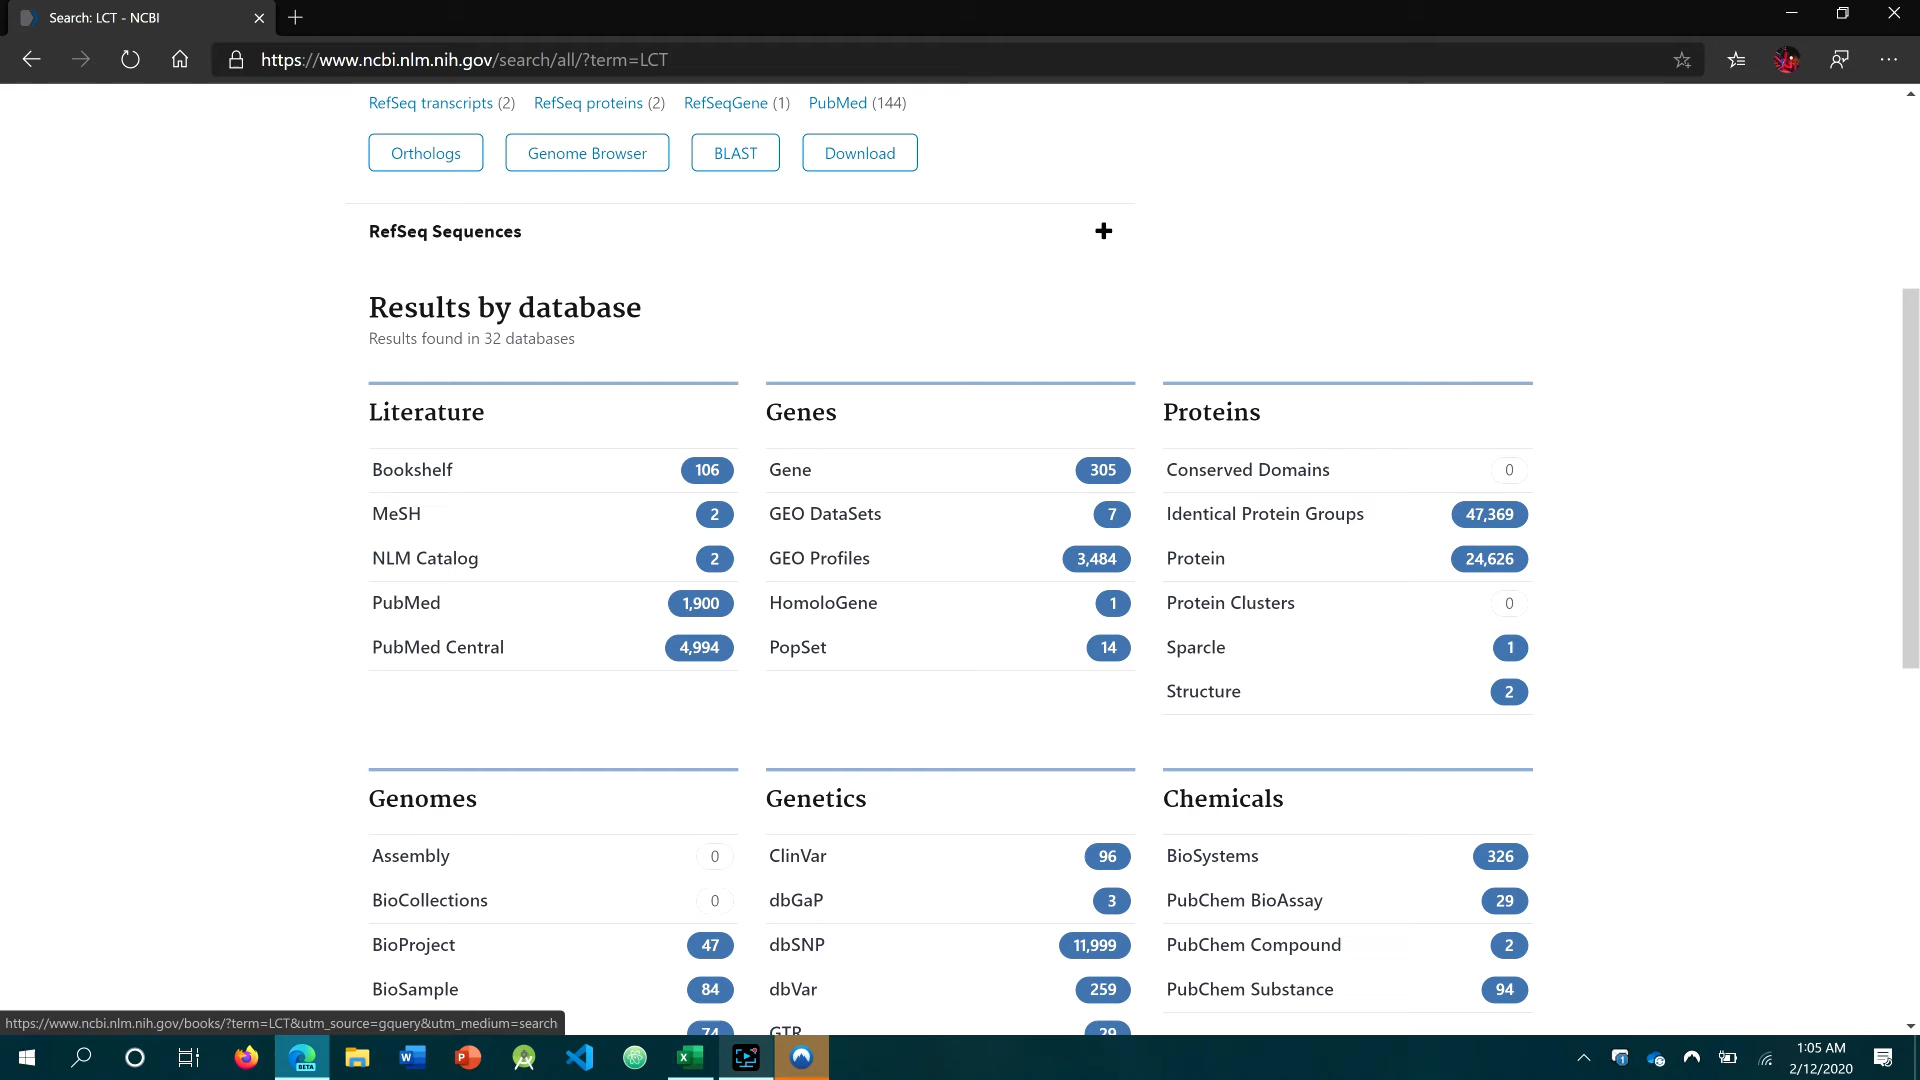 Search: LCT - NCBI
https://www.ncbi.nlm.nih.gov/search/all/?term=LCT
RefSeq transcripts (2) RefSeq proteins (2) RefSeqGene (1) PubMed (144)
Orthologs Genome Browser BLAST Download
RefSeq Sequences
Results by database
Results found in 32 databases
Literature
Bookshelf 106
MeSH 2
NLM Catalog 2
PubMed 1,900
PubMed Central 4,994
Genes
Gene 305
GEO DataSets 7
GEO Profiles 3,484
HomoloGene 1
PopSet 14
Proteins
Conserved Domains 0
Identical Protein Groups 47,369
Protein 24,626
Protein Clusters 0
Sparcle 1
Structure 2
Genomes
Assembly 0
BioCollections 0
BioProject 47
BioSample 84
74
Genetics
ClinVar 96
dbGaP 3
dbSNP 11,999
dbVar 259
GTR 29
Chemicals
BioSystems 326
PubChem BioAssay 29
PubChem Compound 2
PubChem Substance 94
https://www.ncbi.nlm.nih.gov/books/?term=LCT&utm_source=gquery&utm_medium=search
BETA
1:05 AM
2/12/2020